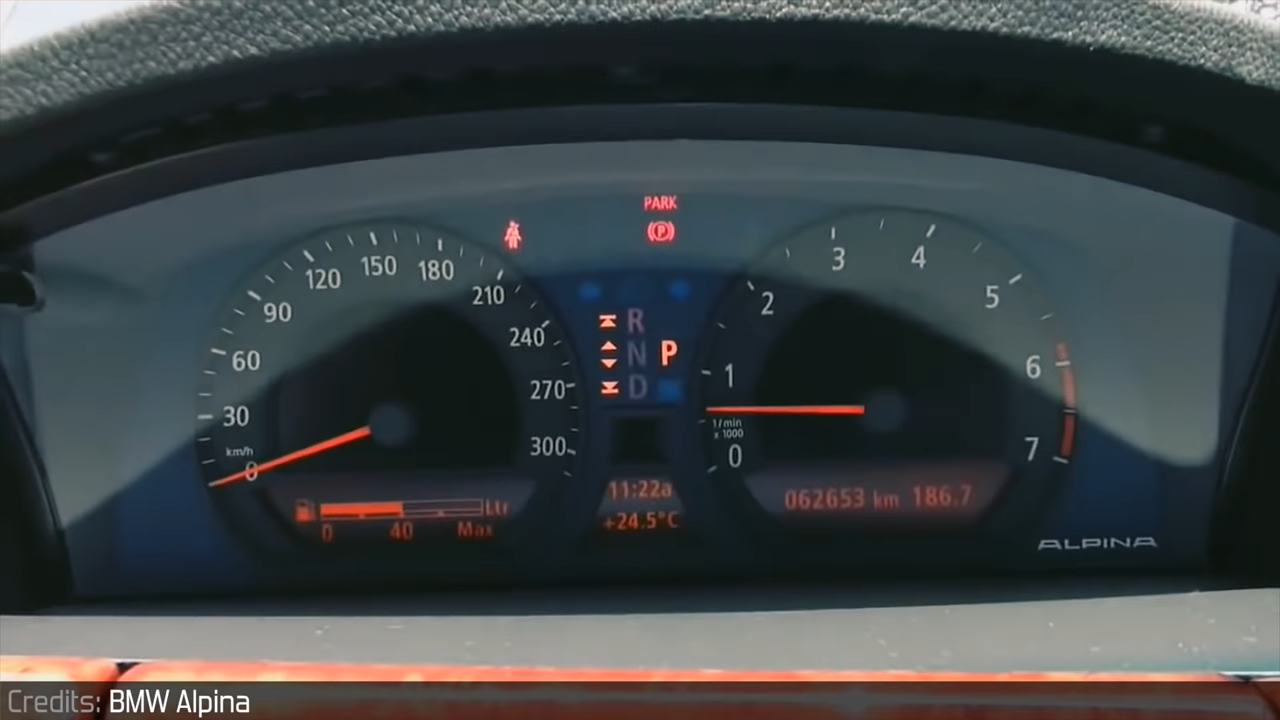 PARK
P
30
60
90
120
150
180
210
240
270
300
km/h
0
R
N
D
P
0
1
2
3
4
5
6
7
1/min
x 1000
Ltr
0 40 Max
11:22a
+24.5°C
062653 km 186.7
ALPINA
Credits: BMW Alpina